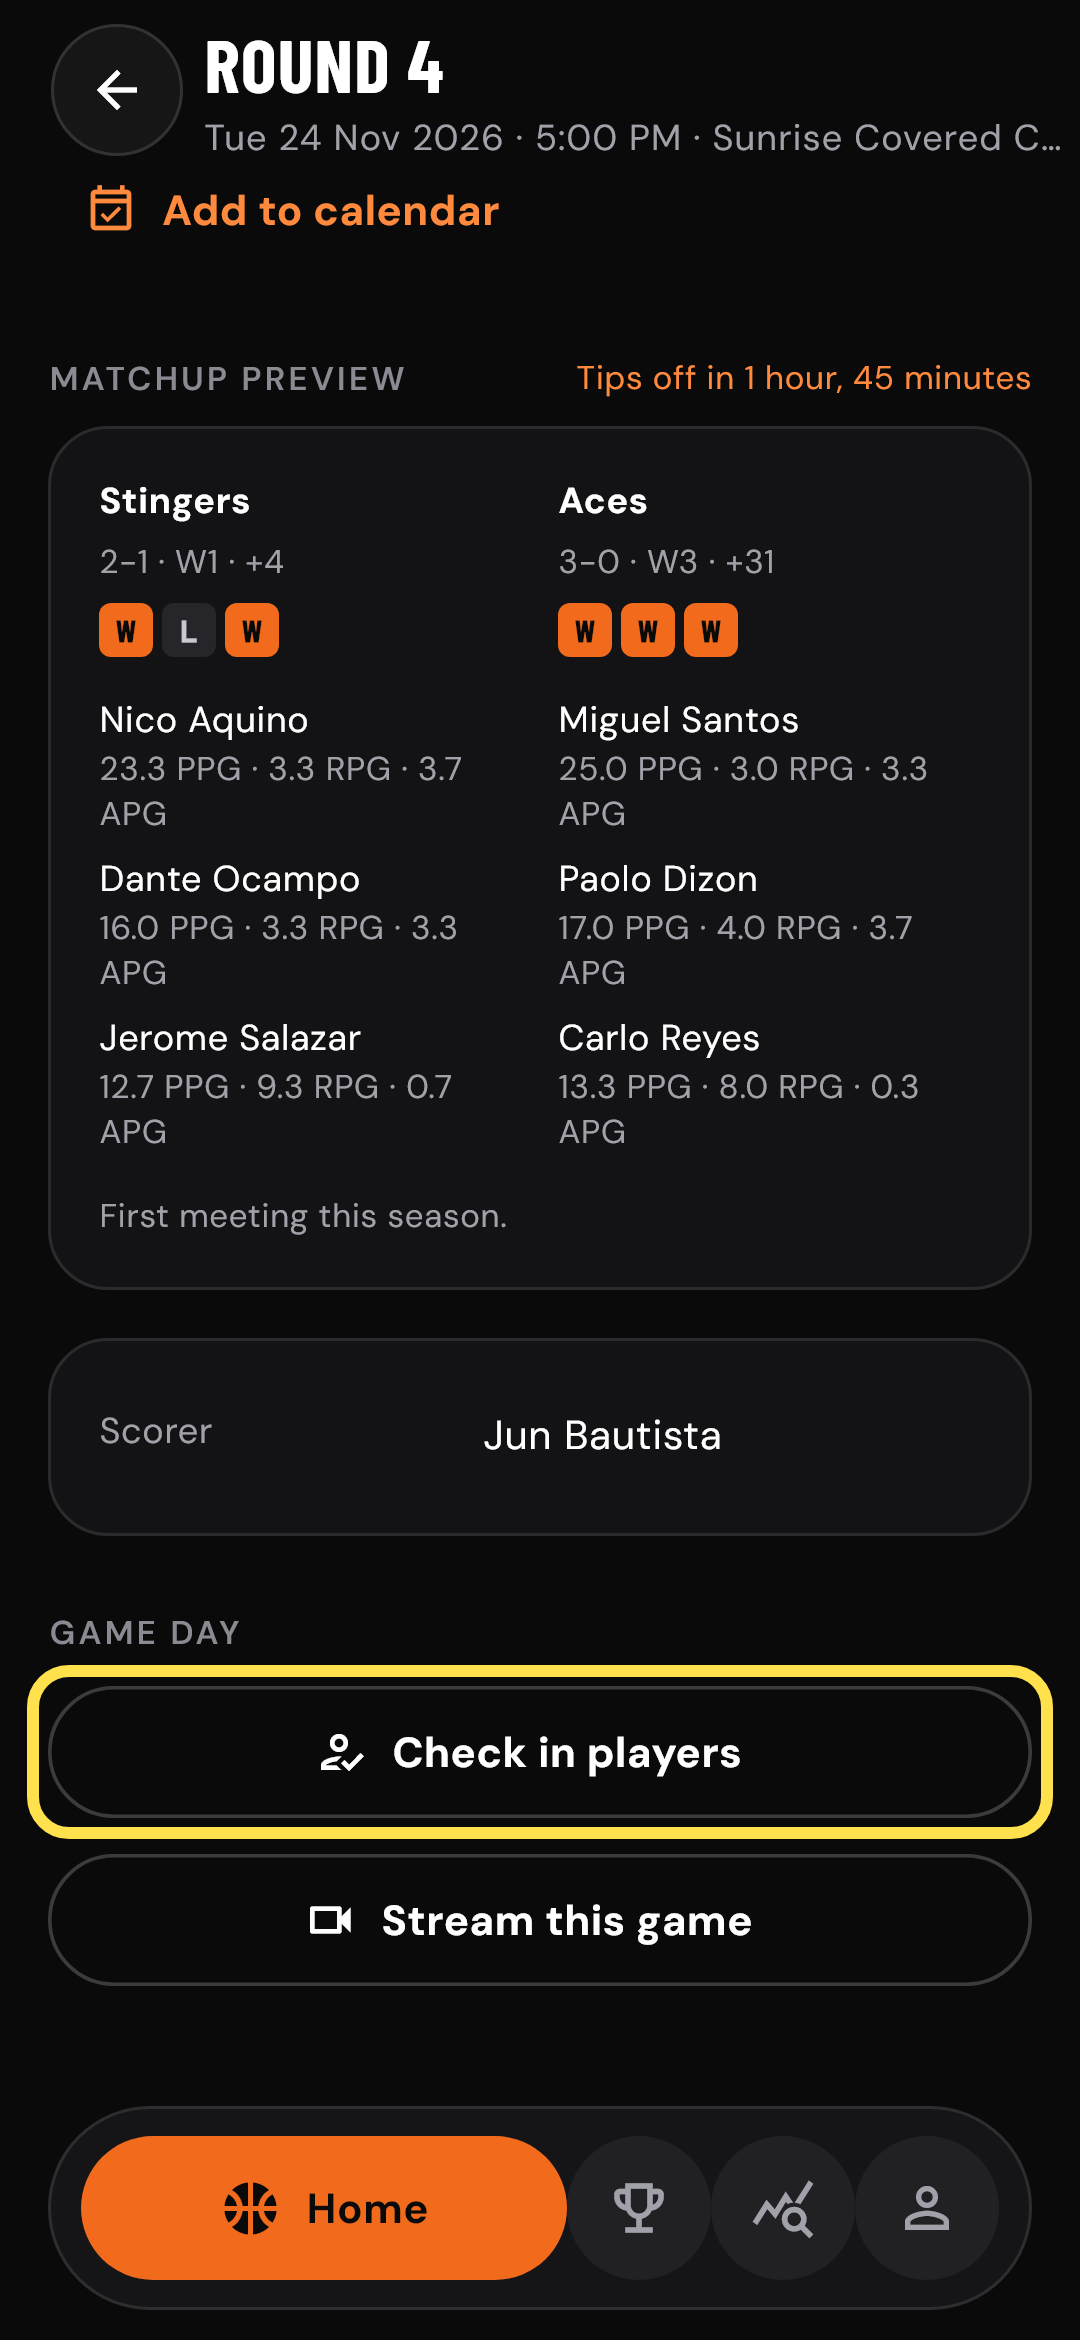 ROUND 4
Tue 24 Nov 2026 · 5:00 PM · Sunrise Covered C...
Add to calendar
MATCHUP PREVIEW
Tips off in 1 hour, 45 minutes
Stingers
2-1 · W1 · +4
W L W
Nico Aquino
23.3 PPG · 3.3 RPG · 3.7
APG
Dante Ocampo
16.0 PPG · 3.3 RPG · 3.3
APG
Jerome Salazar
12.7 PPG · 9.3 RPG · 0.7
APG
Aces
3-0 · W3 · +31
W W W
Miguel Santos
25.0 PPG · 3.0 RPG · 3.3
APG
Paolo Dizon
17.0 PPG · 4.0 RPG · 3.7
APG
Carlo Reyes
13.3 PPG · 8.0 RPG · 0.3
APG
First meeting this season.
Scorer
Jun Bautista
GAME DAY
Check in players
Stream this game
Home